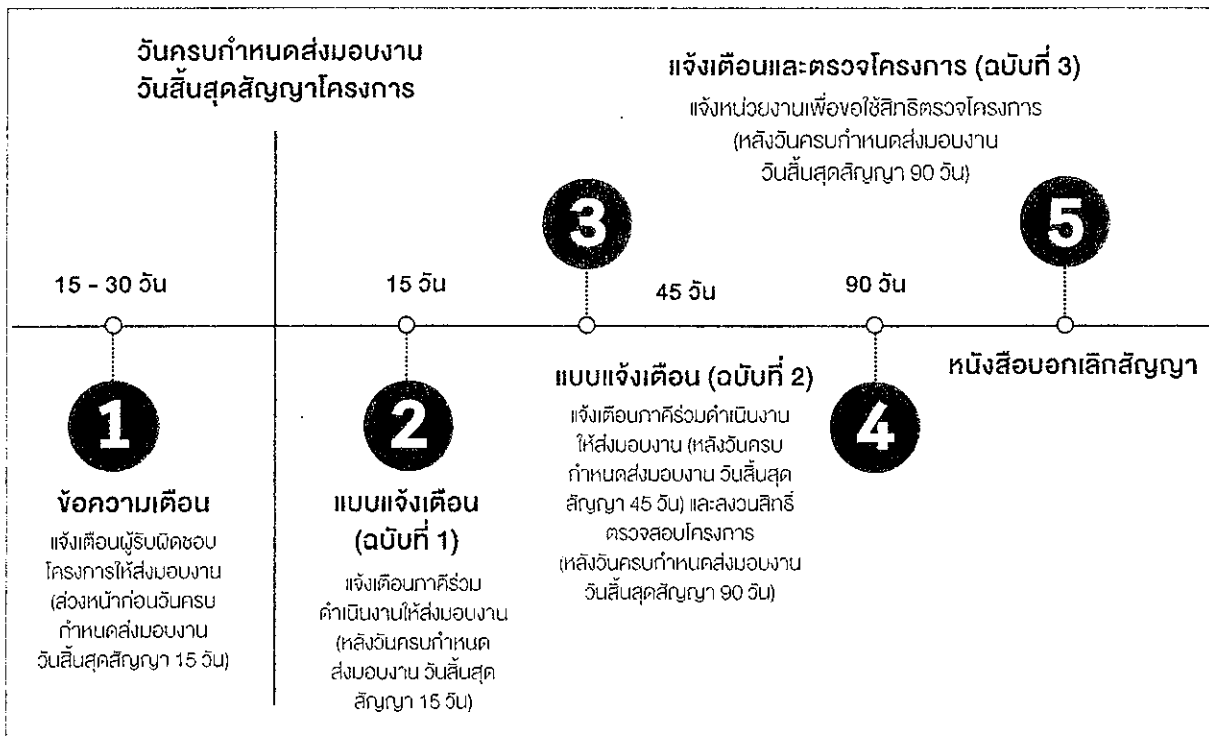 วันครบกำหนดส่งมอบงาน
วันสิ้นสุดสัญญาโครงการ
แจ้งเตือนและตรวจโครงการ (ฉบับที่ 3)
แจ้งหน่วยงานเพื่อขอใช้สิทธิตรวจโครงการ
(หลังวันครบกำหนดส่งมอบงาน
วันสิ้นสุดสัญญา 90 วัน)
3
5
15 - 30 วัน
15 วัน
45 วัน
90 วัน
1
ข้อความเตือน
แจ้งเตือนผู้รับผิดชอบ
โครงการให้ส่งมอบงาน
(ล่วงหน้าก่อนวันครบ
กำหนดส่งมอบงาน
วันสิ้นสุดสัญญา 15 วัน)
2
แบบแจ้งเตือน
(ฉบับที่ 1)
แจ้งเตือนภาคีร่วม
ดำเนินงานให้ส่งมอบงาน
(หลังวันครบกำหนด
ส่งมอบงาน วันสิ้นสุด
สัญญา 15 วัน)
แบบแจ้งเตือน (ฉบับที่ 2)
แจ้งเตือนภาคีร่วมดำเนินงาน
ให้ส่งมอบงาน (หลังวันครบ
กำหนดส่งมอบงาน วันสิ้นสุด
สัญญา 45 วัน) และสงวนสิทธิ์
ตรวจสอบโครงการ
(หลังวันครบกำหนดส่งมอบงาน
วันสิ้นสุดสัญญา 90 วัน)
4
หนังสือบอกเลิกสัญญา